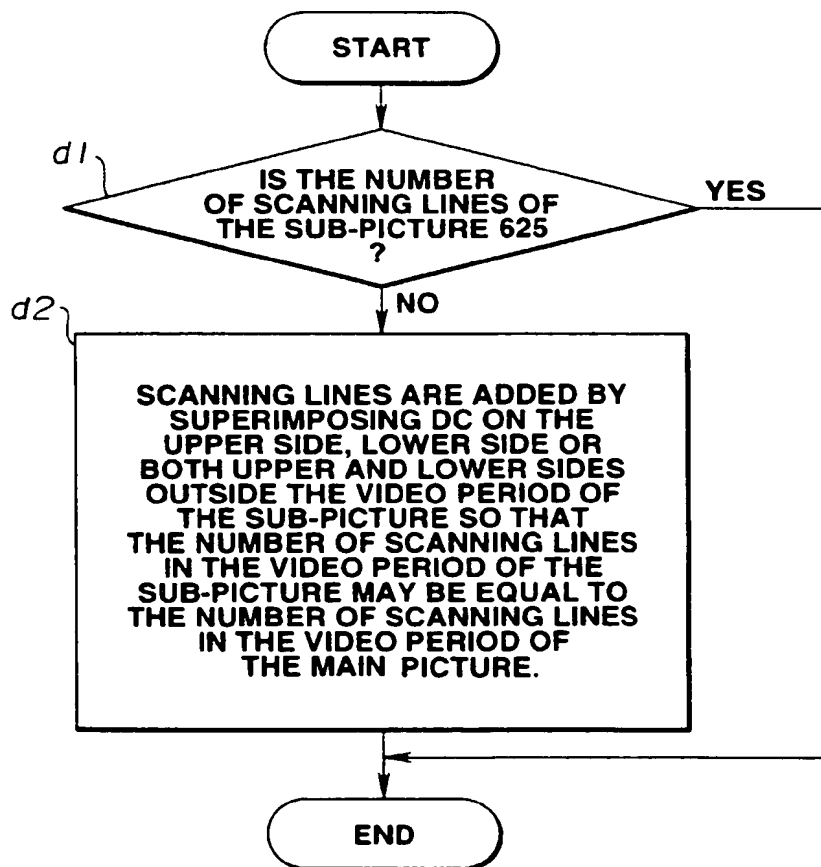 START
d1
IS THE NUMBER
OF SCANNING LINES OF
THE SUB-PICTURE 625
?
YES
NO
d2
SCANNING LINES ARE ADDED BY
SUPERIMPOSING DC ON THE
UPPER SIDE, LOWER SIDE OR
BOTH UPPER AND LOWER SIDES
OUTSIDE THE VIDEO PERIOD OF
THE SUB-PICTURE SO THAT
THE NUMBER OF SCANNING LINES
IN THE VIDEO PERIOD OF THE
SUB-PICTURE MAY BE EQUAL TO
THE NUMBER OF SCANNING LINES
IN THE VIDEO PERIOD OF
THE MAIN PICTURE.
END